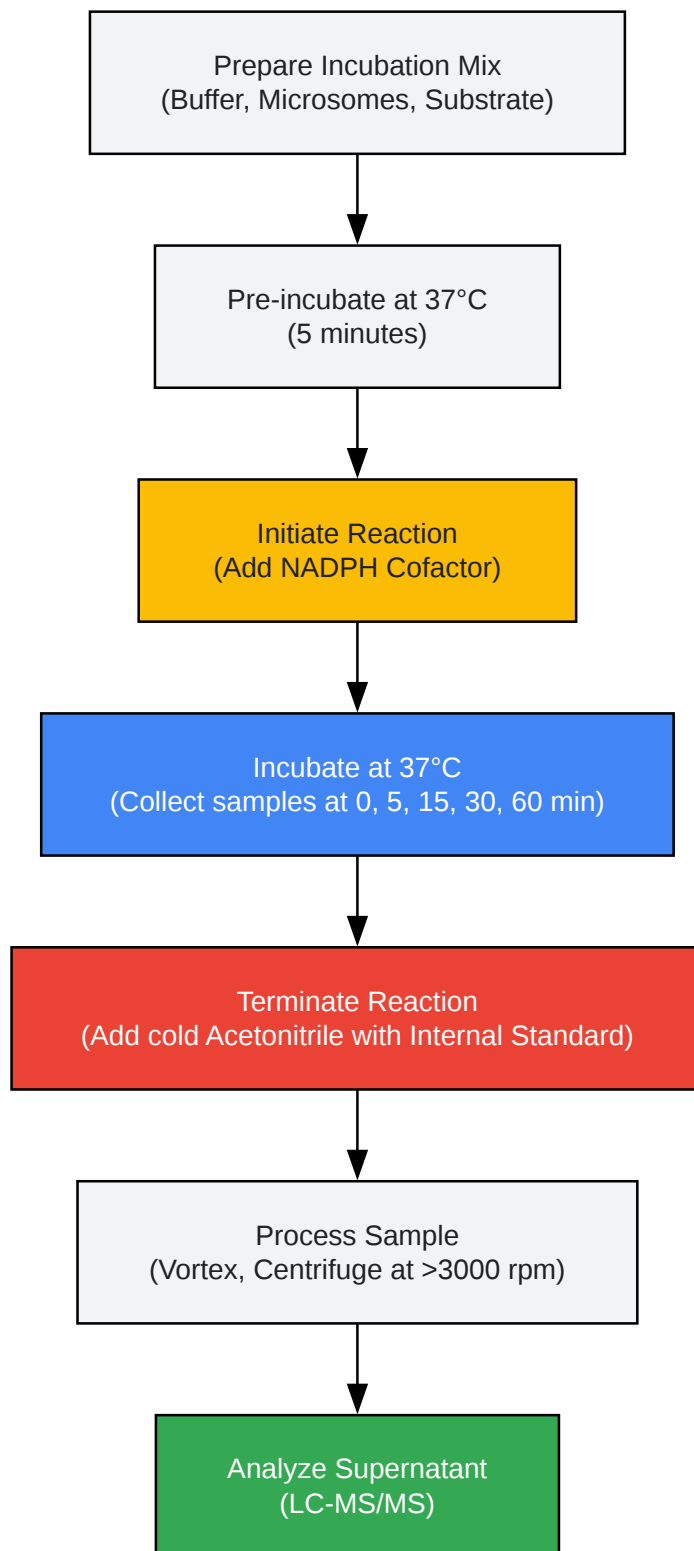 Prepare Incubation Mix
(Buffer, Microsomes, Substrate)
Pre-incubate at 37°C
(5 minutes)
Initiate Reaction
(Add NADPH Cofactor)
Incubate at 37°C
(Collect samples at 0, 5, 15, 30, 60 min)
Terminate Reaction
(Add cold Acetonitrile with Internal Standard)
Process Sample
(Vortex, Centrifuge at >3000 rpm)
Analyze Supernatant
(LC-MS/MS)